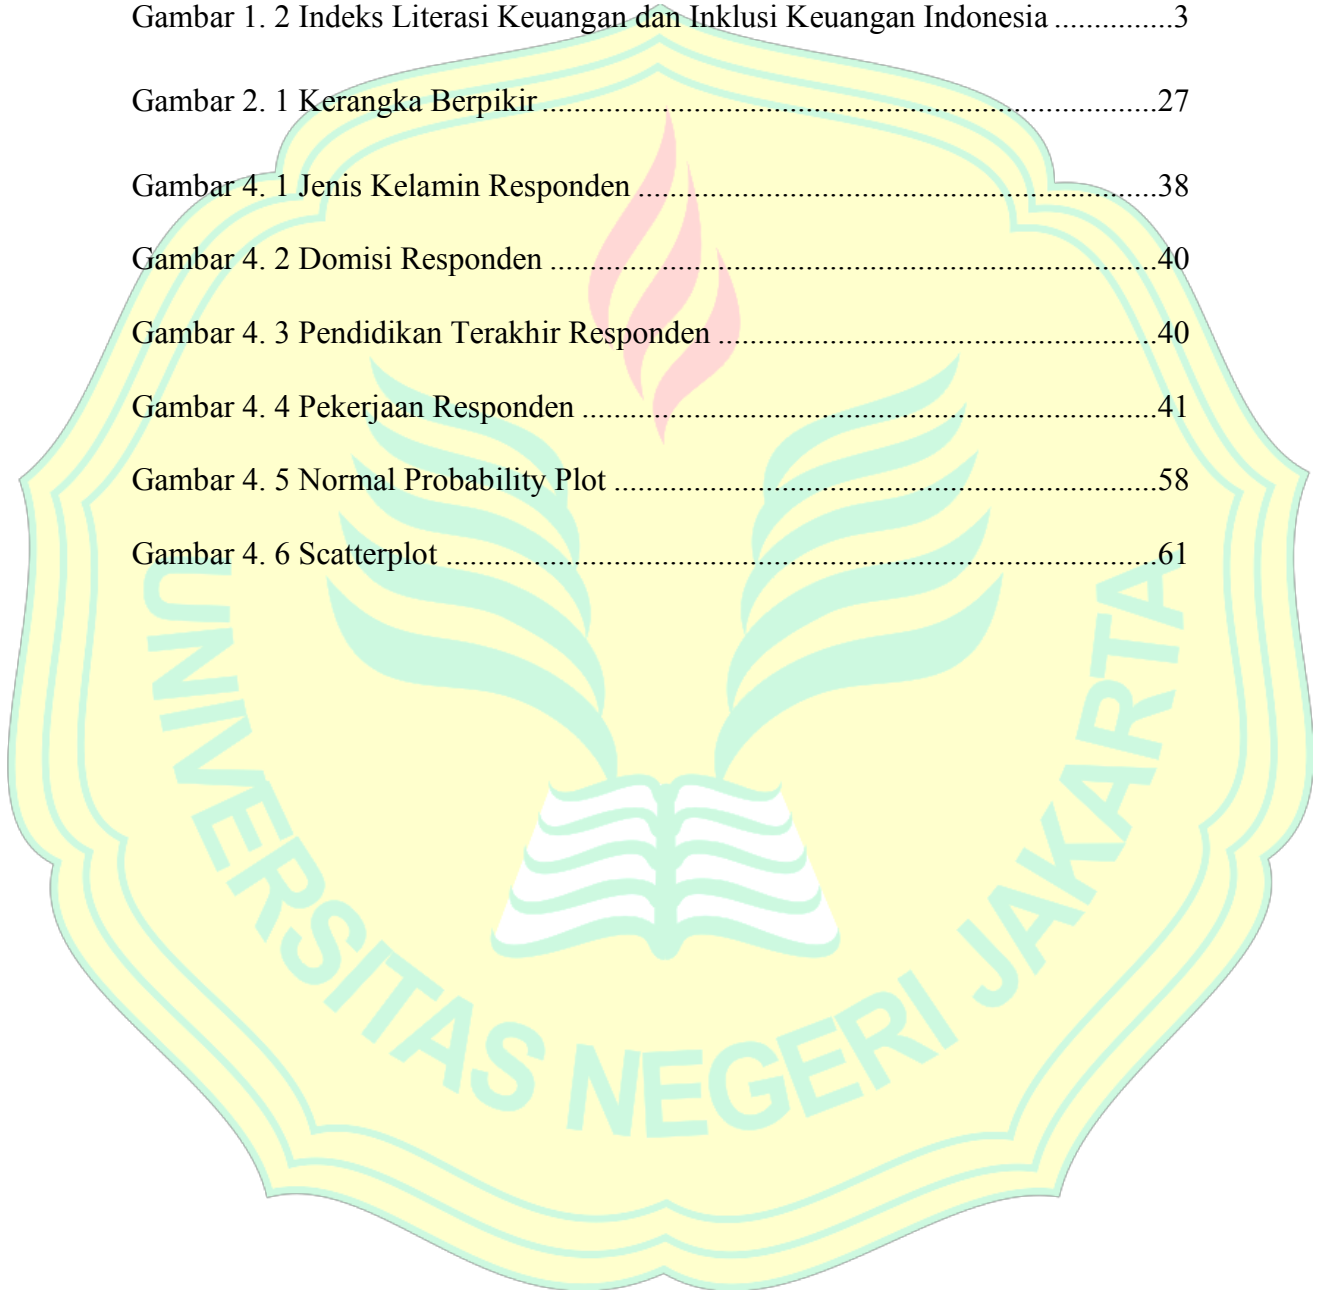 Gambar 1. 2 Indeks Literasi Keuangan dan Inklusi Keuangan Indonesia ...............3
Gambar 2. 1 Kerangka Berpikir ..............................................................................27
Gambar 4. 1 Jenis Kelamin Responden ..................................................................38
Gambar 4. 2 Domisi Responden .............................................................................40
Gambar 4. 3 Pendidikan Terakhir Responden ........................................................40
Gambar 4. 4 Pekerjaan Responden .........................................................................41
Gambar 4. 5 Normal Probability Plot .....................................................................58
Gambar 4. 6 Scatterplot ..........................................................................................61
UNIVERSITAS NEGERI JAKARTA